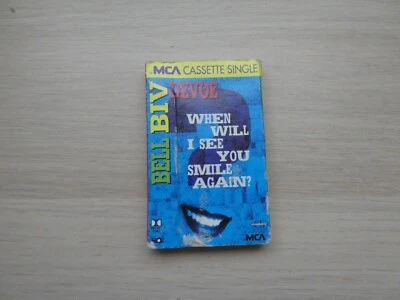 MCA CASSETTE SINGLE
BELL BIV
DEVOE
WHEN
WILL
I SEE
YOU
SMILE
AGAIN?
MCA